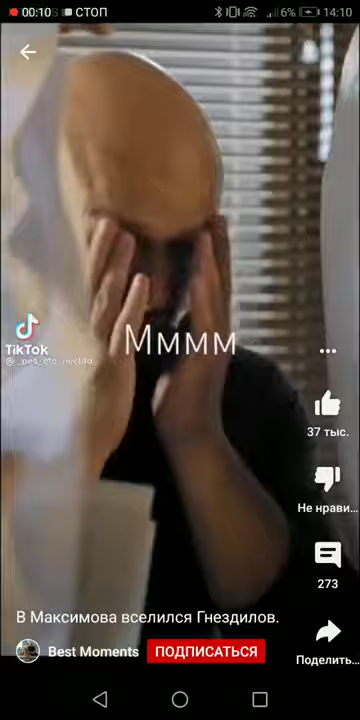 00:10 СТОП 6% 14:10
TikTok
Мммм
37 тыс.
Не нрави...
273
В Максимова вселился Гнездилов.
Best Moments ПОДПИСАТЬСЯ
Поделить...